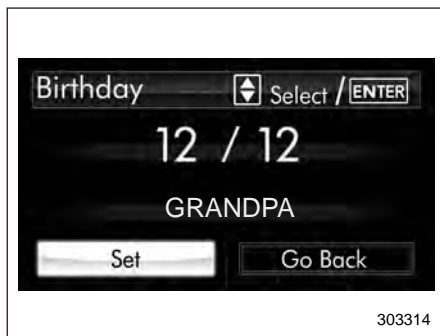 Birthday Select / ENTER
12 / 12
GRANDPA
Set Go Back
303314